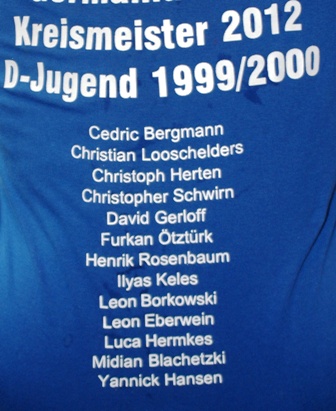 Kreismeister 2012
D-Jugend 1999/2000
Cedric Bergmann
Christian Looschelders
Christoph Herten
Christopher Schwirn
David Gerloff
Furkan Ötztürk
Henrik Rosenbaum
Ilyas Keles
Leon Borkowski
Leon Eberwein
Luca Hermkes
Midian Blachetzki
Yannick Hansen